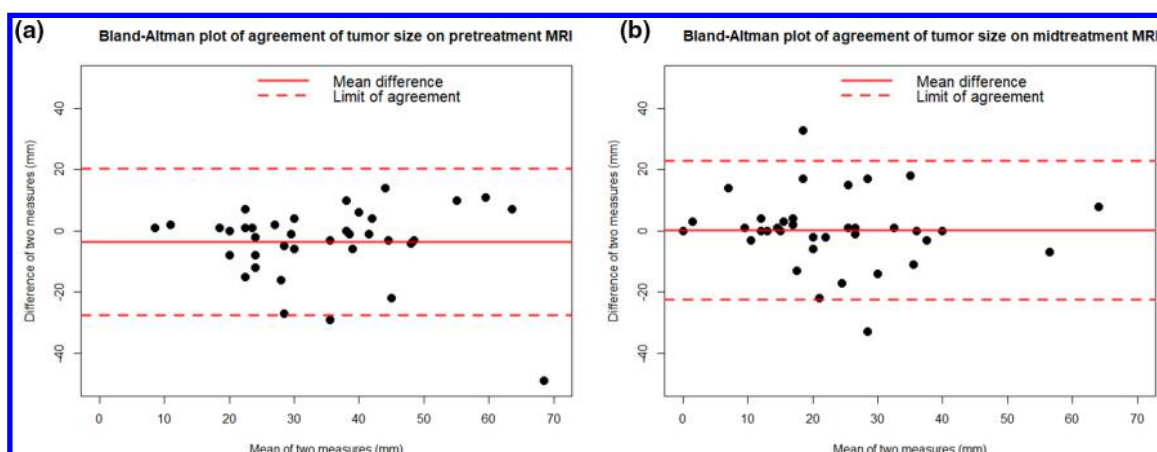 (a) Bland-Altman plot of agreement of tumor size on pretreatment MRI
Mean difference
Limit of agreement
Difference of two measures (mm)
40
20
0
-20
-40
0 10 20 30 40 50 60 70
Mean of two measures (mm)
(b) Bland-Altman plot of agreement of tumor size on midtreatment MRI
Mean difference
Limit of agreement
Difference of two measures (mm)
40
20
0
-20
-40
0 10 20 30 40 50 60 70
Mean of two measures (mm)